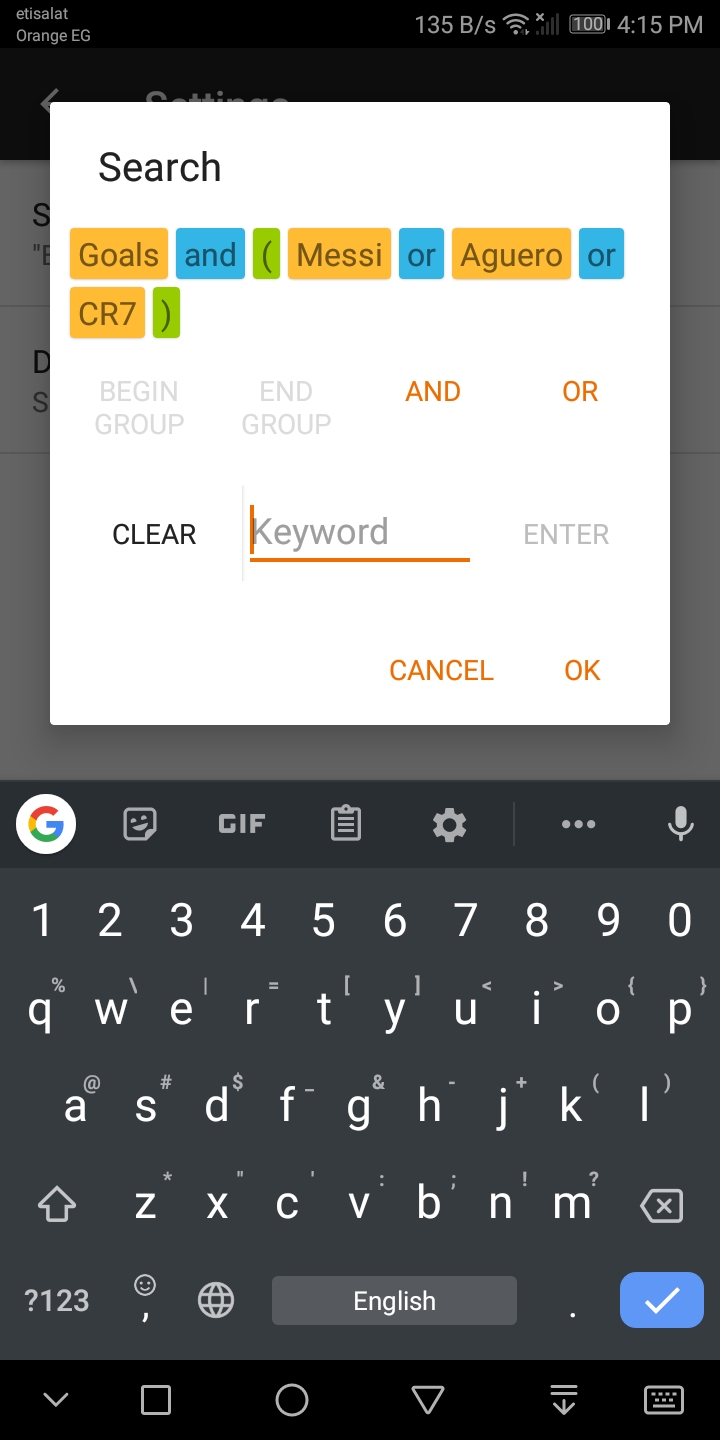 etisalat
Orange EG
135 B/s 100 4:15 PM
Settings
Search
S
"E
Goals and ( Messi or Aguero or
CR7 )
D
S
BEGIN GROUP END GROUP AND OR
CLEAR Keyword ENTER
CANCEL OK
GIF
1 2 3 4 5 6 7 8 9 0
% \ | = [ ] < > { }
q w e r t y u i o p
@ # $ _ & - + ( )
a s d f g h j k l
* " ' : ; ! ?
z x c v b n m
?123 , English .